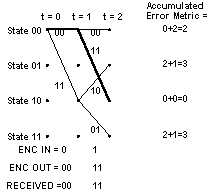 t = 0 t = 1 t = 2
Accumulated
Error Metric =
State 00 00 00 0+2=2
11
State 01 2+1=3
11 10
State 10 0+0=0
01
State 11 2+1=3
ENC IN = 0 1
ENC OUT = 00 11
RECEIVED =00 11